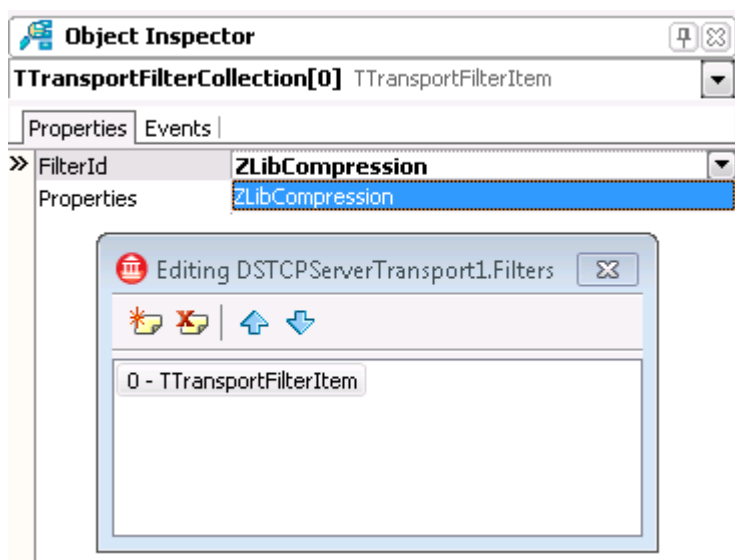 Object Inspector
TTransportFilterCollection[0] TTransportFilterItem
Properties Events
FilterId ZLibCompression
Properties ZLibCompression
Editing DSTCPServerTransport1.Filters
0 - TTransportFilterItem